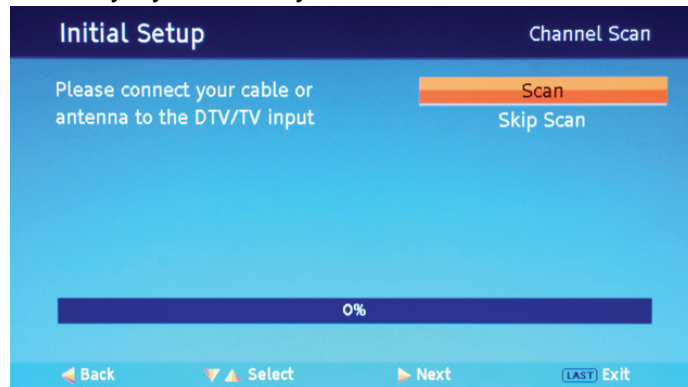 Initial Setup
Channel Scan
Please connect your cable or
antenna to the DTV/TV input
Scan
Skip Scan
0%
Back
Select
Next
LAST Exit